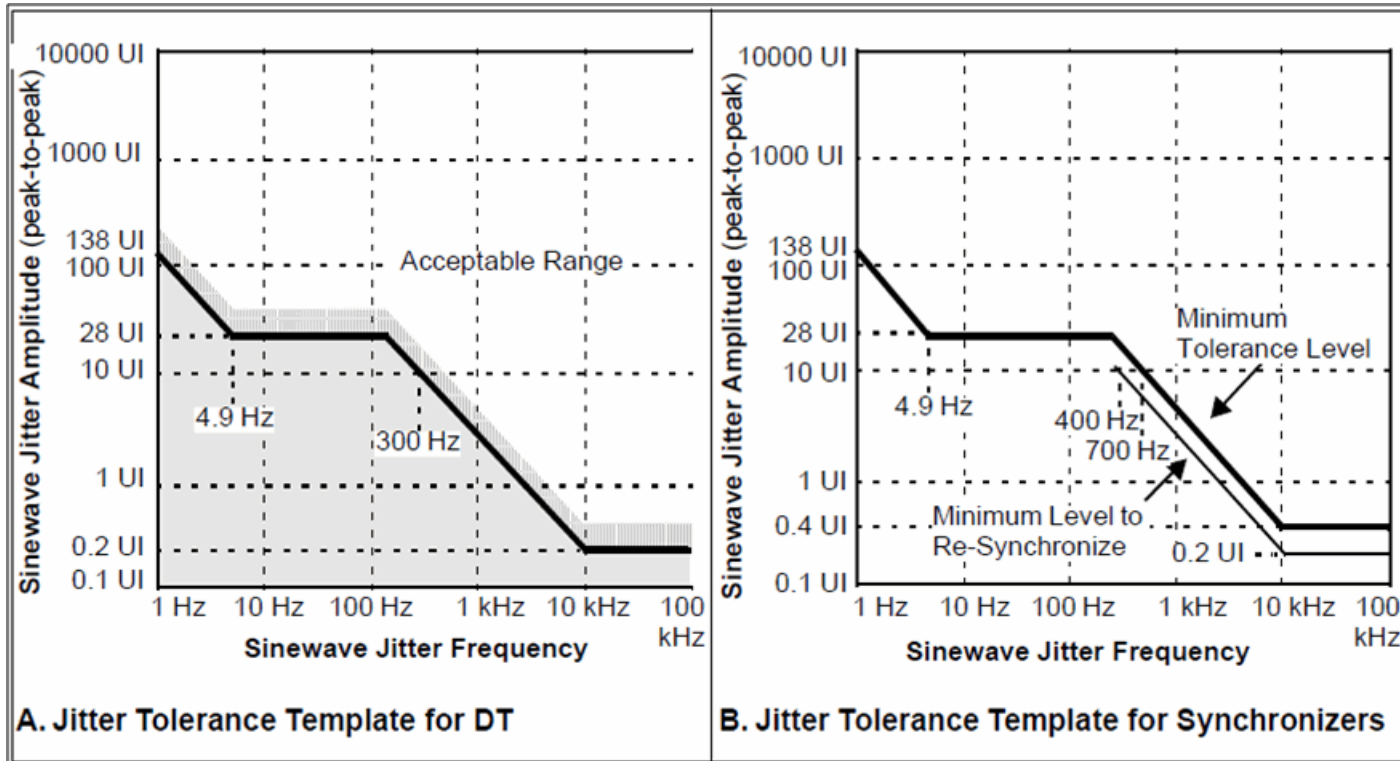 Sinewave Jitter Amplitude (peak-to-peak)
10000 UI
1000 UI
138 UI
100 UI
28 UI
10 UI
1 UI
0.2 UI
0.1 UI
Acceptable Range
4.9 Hz
300 Hz
1 Hz 10 Hz 100 Hz 1 kHz 10 kHz 100
kHz
Sinewave Jitter Frequency
A. Jitter Tolerance Template for DT
Sinewave Jitter Amplitude (peak-to-peak)
10000 UI
1000 UI
138 UI
100 UI
28 UI
10 UI
1 UI
0.4 UI
0.1 UI
Minimum
Tolerance Level
4.9 Hz
400 Hz
700 Hz
Minimum Level to
Re-Synchronize
0.2 UI
1 Hz 10 Hz 100 Hz 1 kHz 10 kHz 100
kHz
Sinewave Jitter Frequency
B. Jitter Tolerance Template for Synchronizers